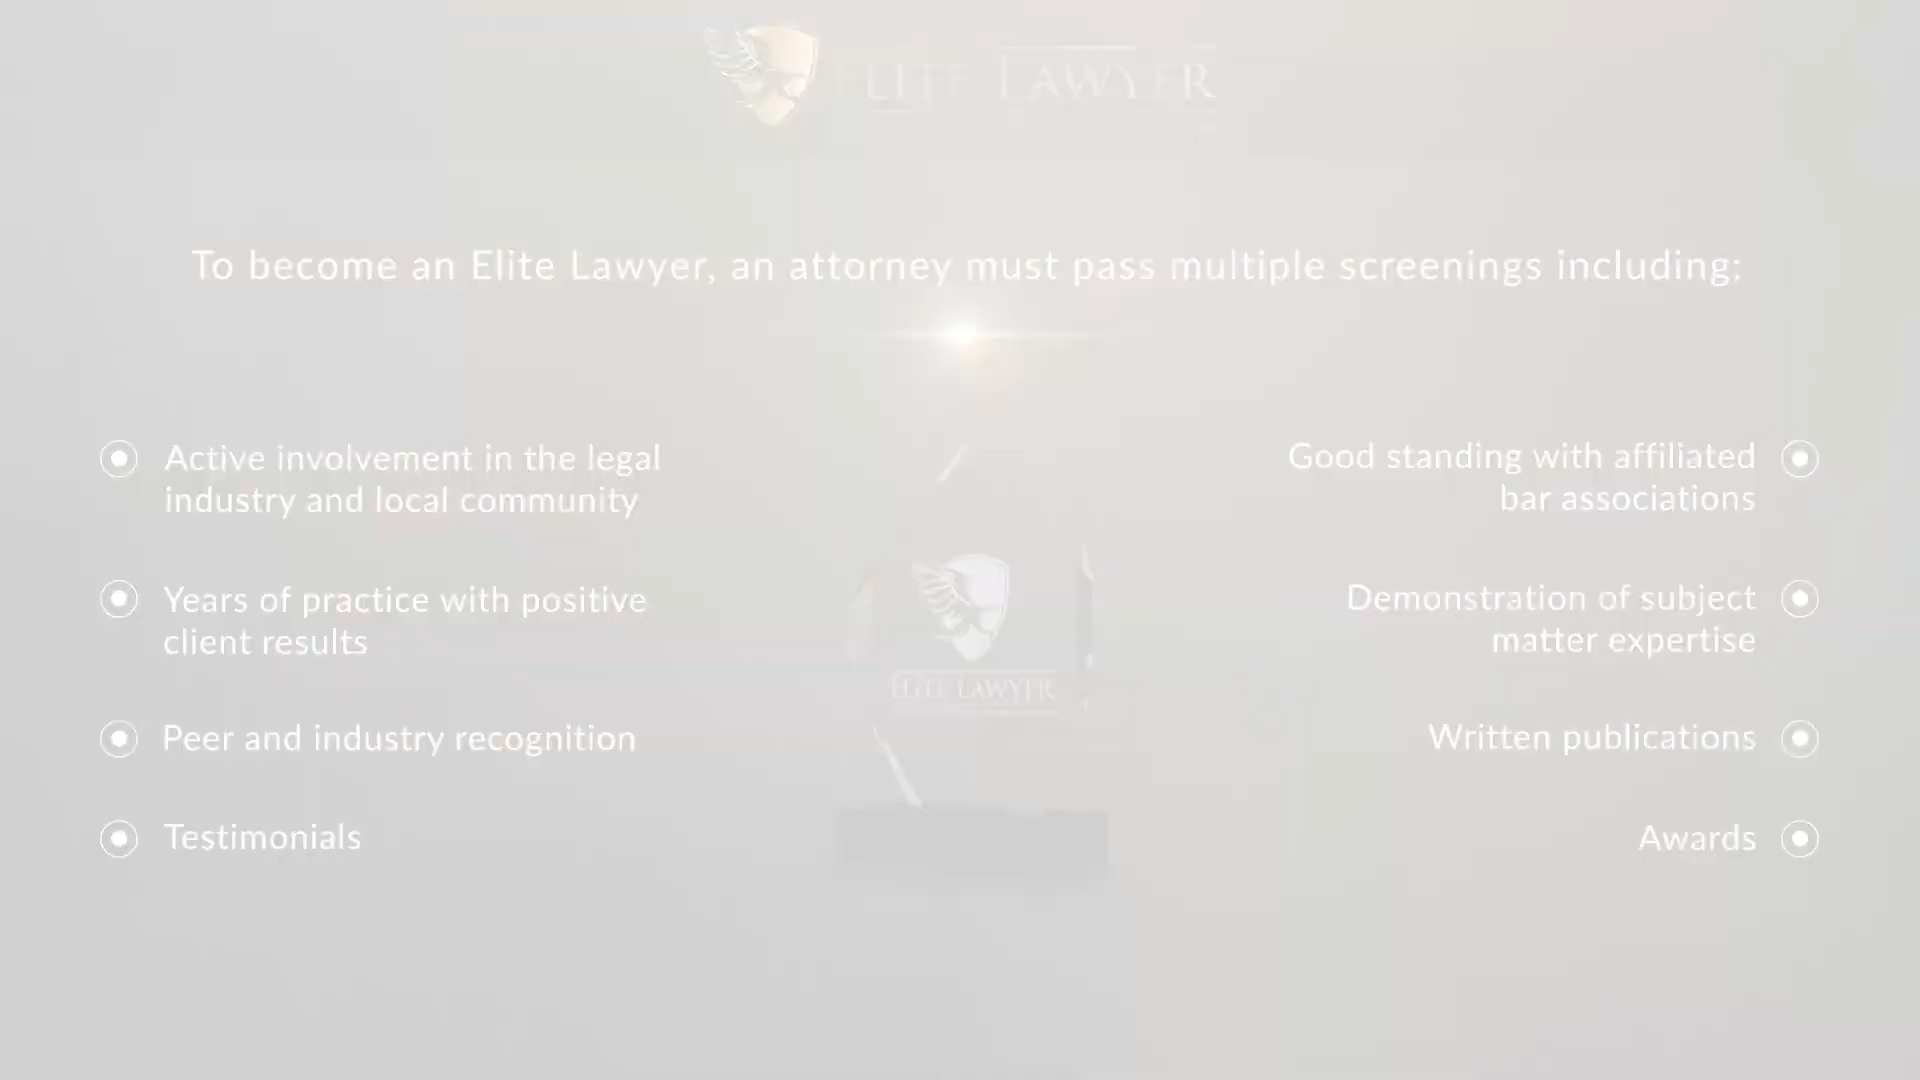 ELITE LAWYER
To become an Elite Lawyer, an attorney must pass multiple screenings including:
Active involvement in the legal
industry and local community
Years of practice with positive
client results
Peer and industry recognition
Testimonials
Good standing with affiliated
bar associations
Demonstration of subject
matter expertise
Written publications
Awards
ELITE LAWYER